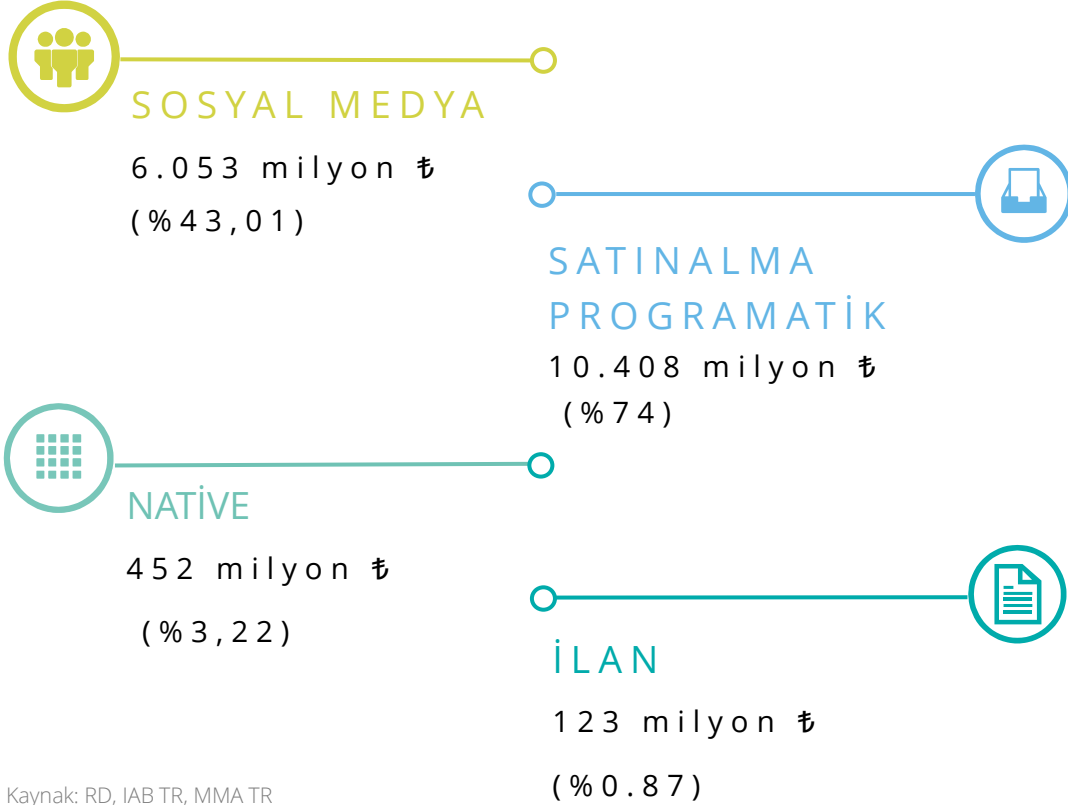 SOSYAL MEDYA
6.053 milyon ₺
(%43,01)
SATINALMA
PROGRAMATİK
10.408 milyon ₺
(%74)
NATİVE
452 milyon ₺
(%3,22)
İLAN
123 milyon ₺
(%0.87)
Kaynak: RD, IAB TR, MMA TR